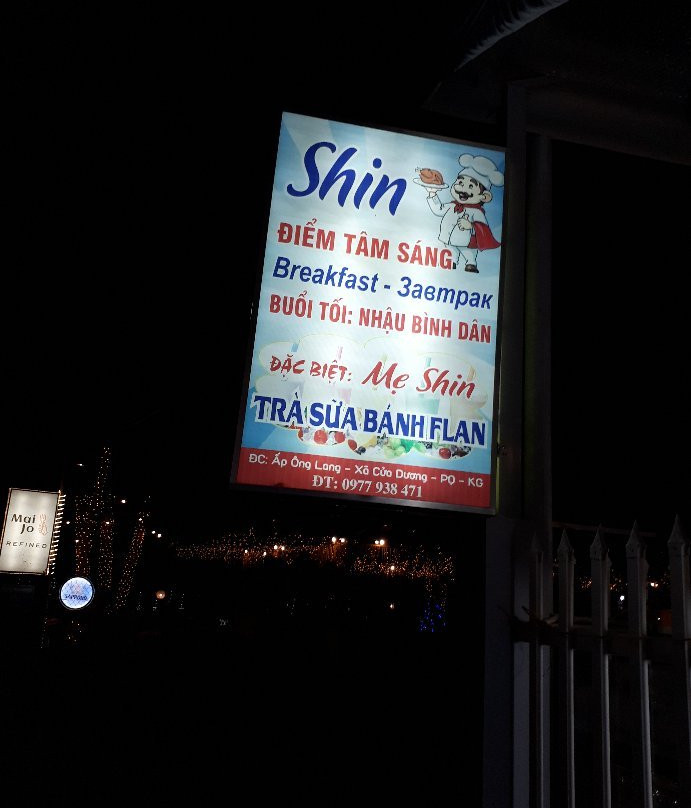 Shin
ĐIỂM TÂM SÁNG
Breakfast - Завтрак
BUỔI TỐI: NHẬU BÌNH DÂN
ĐẶC BIỆT: Mẹ Shin
TRÀ SỮA BÁNH FLAN
ĐC: Ấp Ông Lang - Xã Cửa Dương - PQ - KG
ĐT: 0977 938 471
Mai
Jo
REFINED
SAPPORO